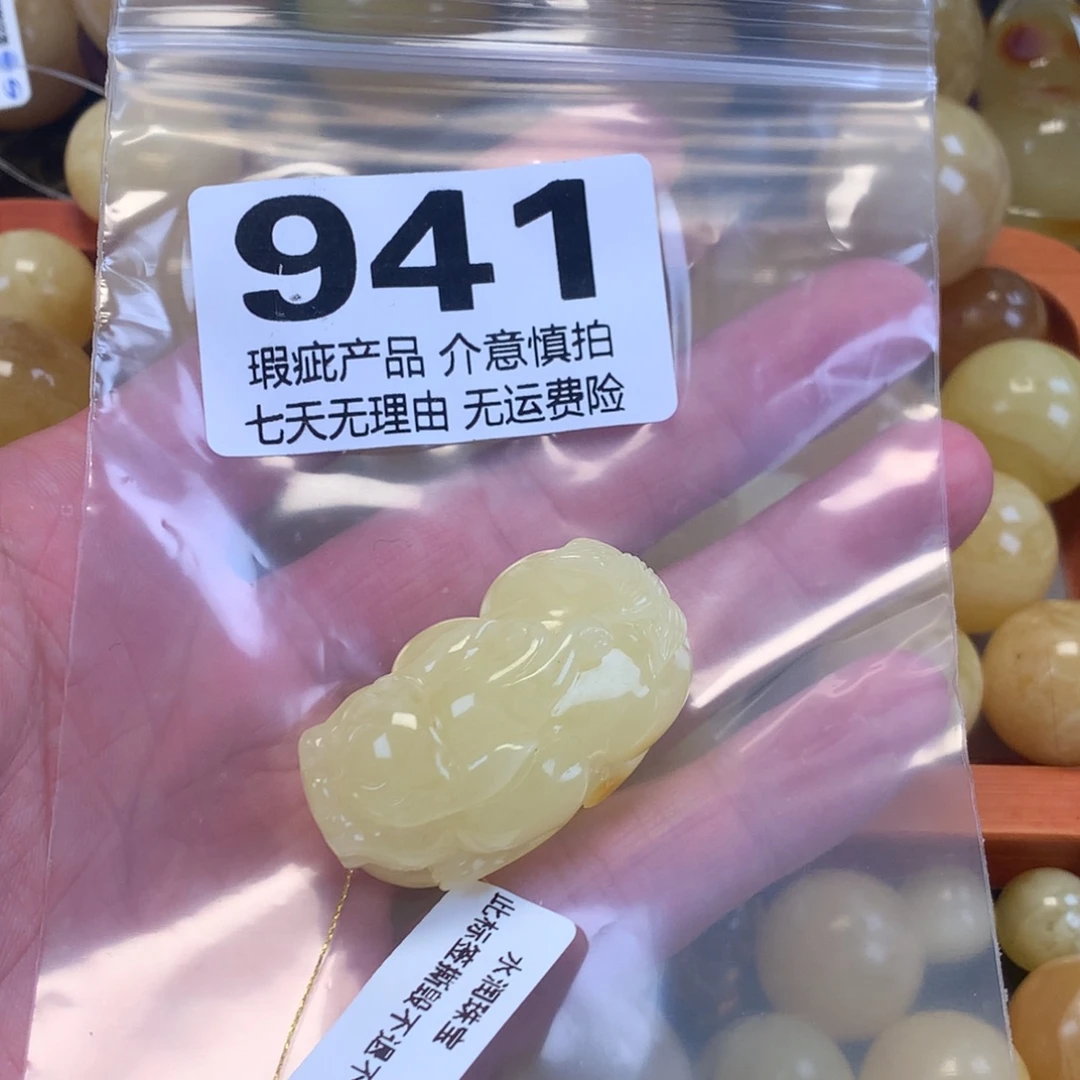 941
瑕疵产品 介意慎拍
七天无理由 无运费险
水润珠宝
此标签撕毁不退不